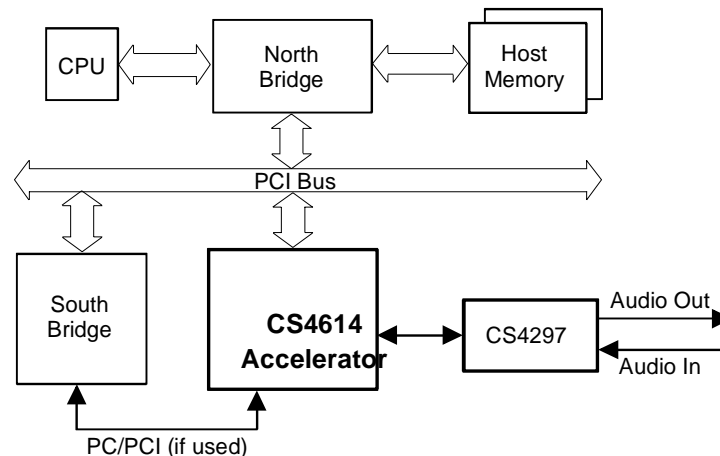 CPU
North
Bridge
Host
Memory
PCI Bus
South
Bridge
CS4614
Accelerator
CS4297
Audio Out
Audio In
PC/PCI (if used)